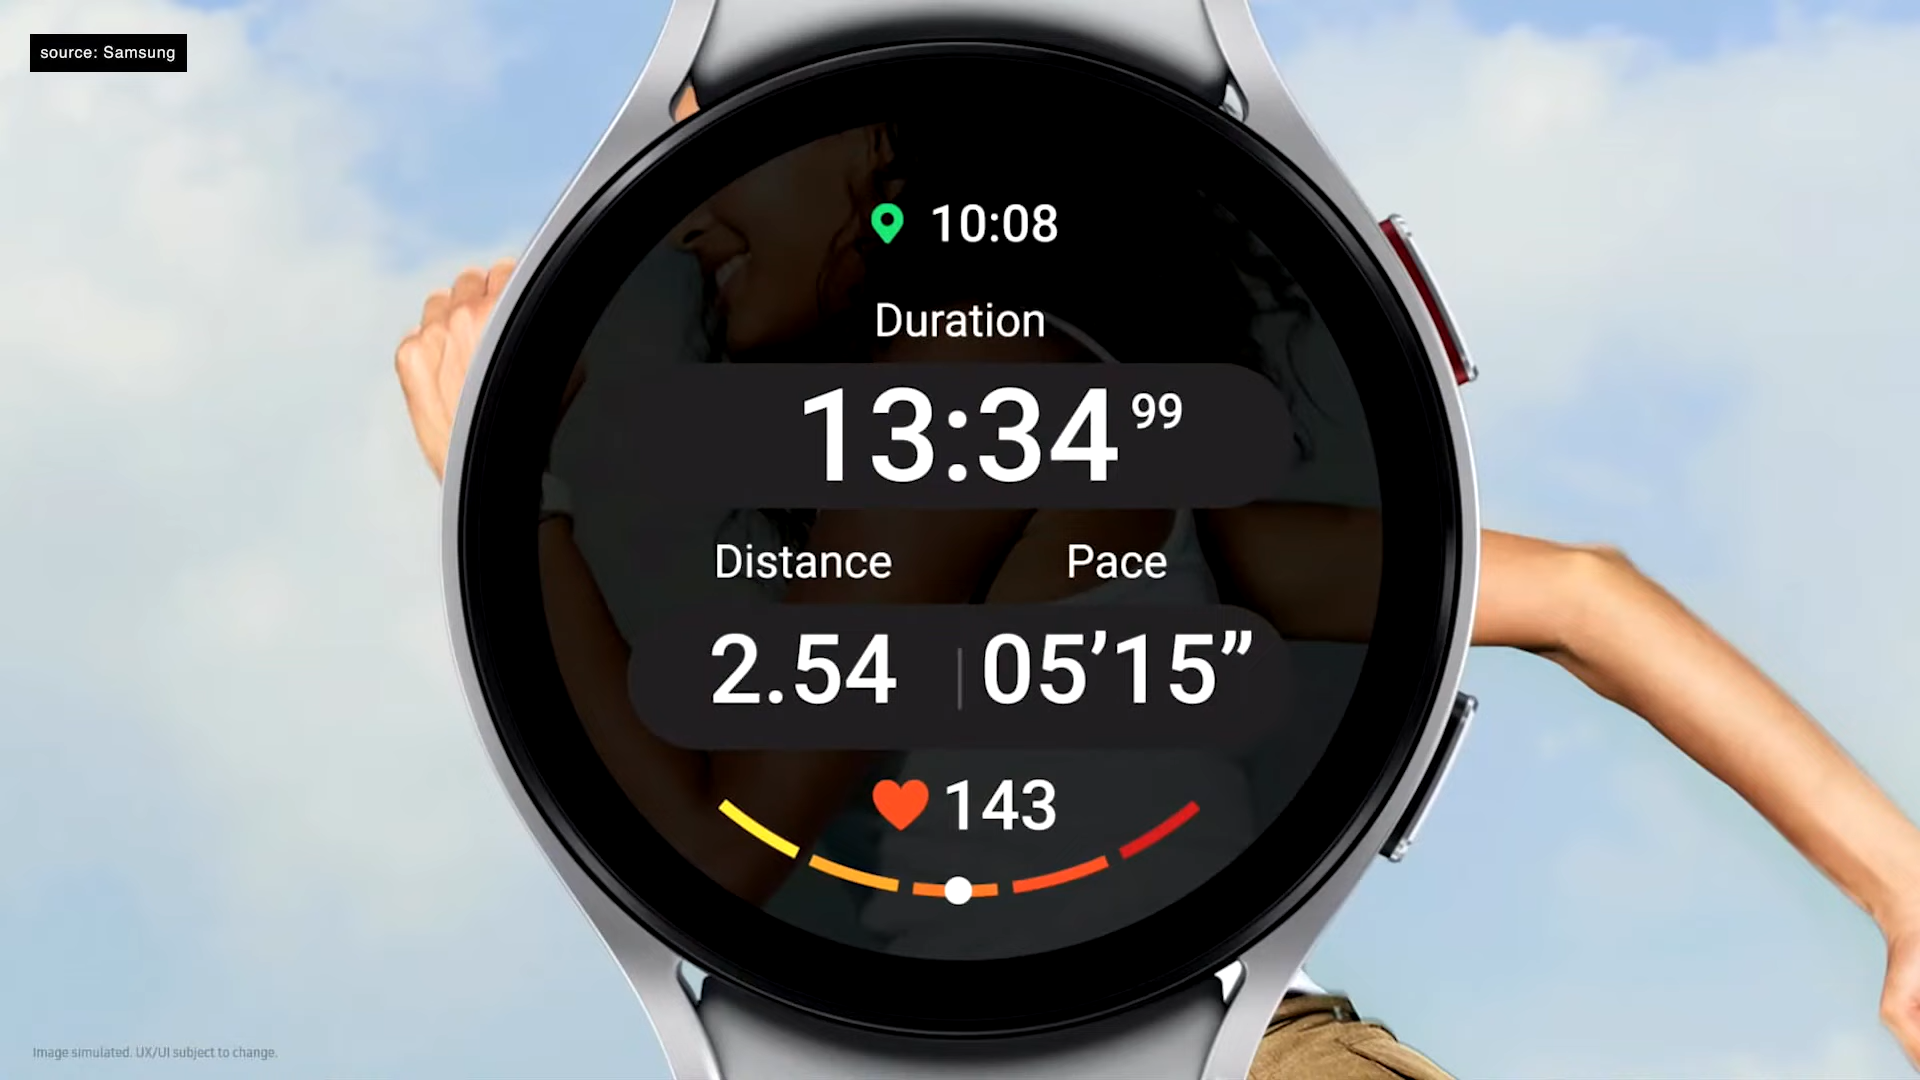 source: Samsung
10:08
Duration
13:34 99
Distance Pace
2.54 | 05’15”
143
Image simulated. UX/UI subject to change.